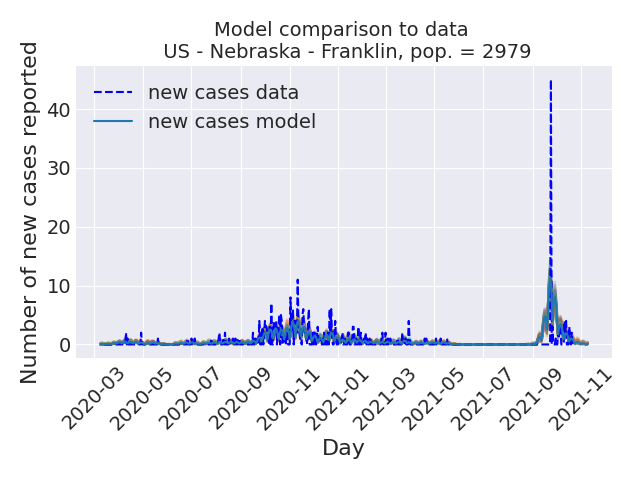 Model comparison to data
US - Nebraska - Franklin, pop. = 2979
Number of new cases reported
new cases data
new cases model
40
30
20
10
0
2020-03
2020-05
2020-07
2020-09
2020-11
2021-01
2021-03
2021-05
2021-07
2021-09
2021-11
Day